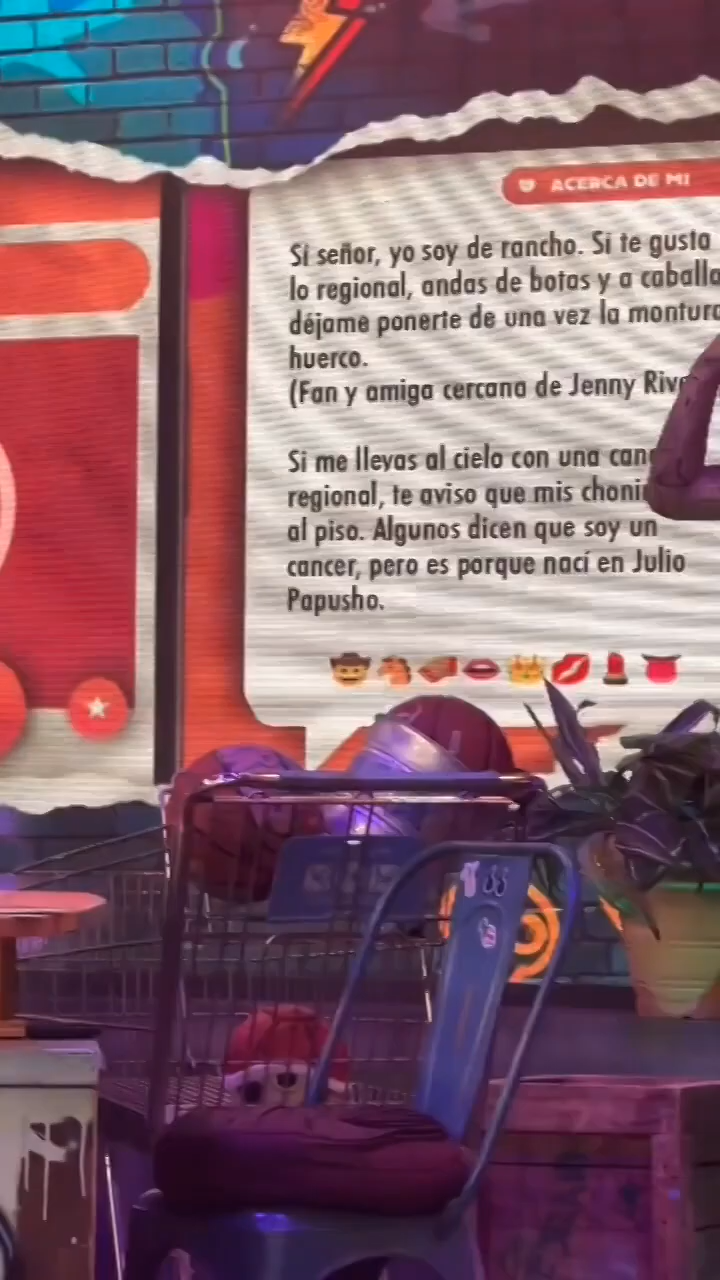 ACERCA DE MI
Si señor, yo soy de rancho. Si te gusta
lo regional, andas de botas y a caballo
déjame ponerte de una vez la montura
huerco.
(Fan y amiga cercana de Jenny
Si me llevas al cielo con una
regional, te aviso que mis
al piso. Algunos dicen que soy un
cancer, pero es porque nací en Julio
Papusho.